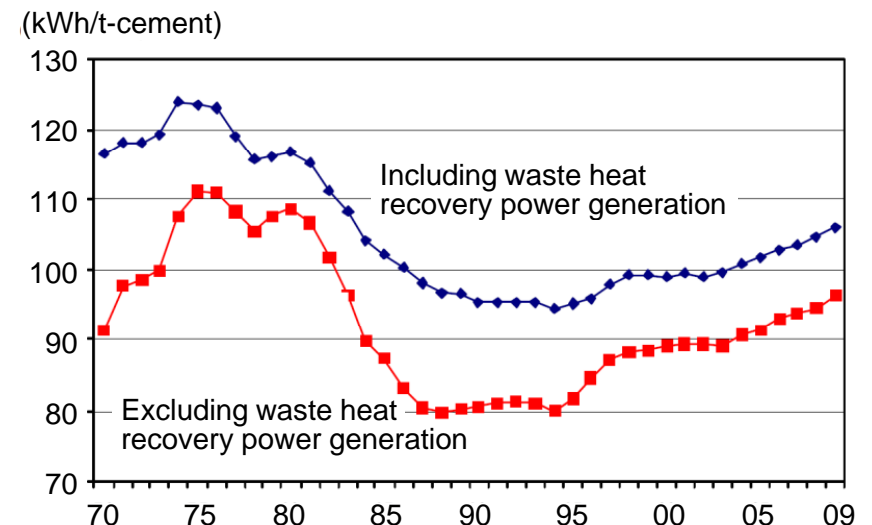 (kWh/t-cement)
130
120
110
100
90
80
70
Including waste heat
recovery power generation
Excluding waste heat
recovery power generation
70 75 80 85 90 95 00 05 09